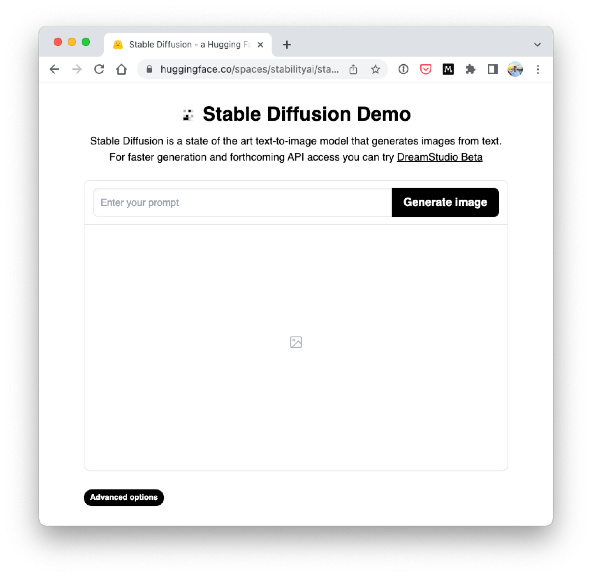 Stable Diffusion - a Hugging Fa
huggingface.co/spaces/stabilityai/sta...
Stable Diffusion Demo
Stable Diffusion is a state of the art text-to-image model that generates images from text.
For faster generation and forthcoming API access you can try DreamStudio Beta
Enter your prompt
Generate image
Advanced options